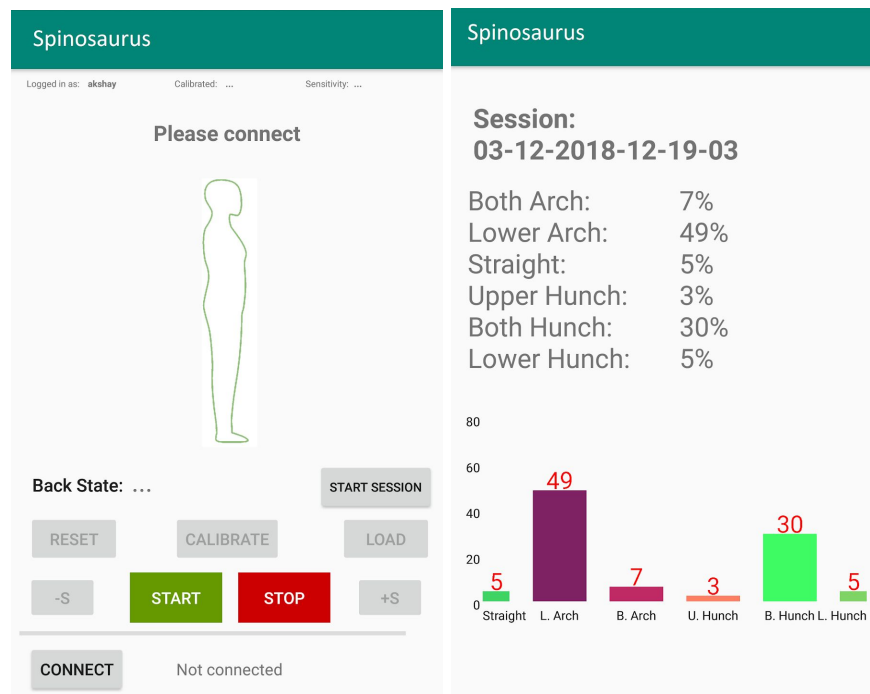 Spinosaurus
Logged in as: akshay Calibrated: ... Sensitivity: ...
Please connect
Back State: ...
START SESSION
RESET CALIBRATE LOAD
-S START STOP +S
CONNECT Not connected
Spinosaurus
Session:
03-12-2018-12-19-03
Both Arch: 7%
Lower Arch: 49%
Straight: 5%
Upper Hunch: 3%
Both Hunch: 30%
Lower Hunch: 5%
80
60
40
20
0
5 49 7 3 30 5
Straight L. Arch B. Arch U. Hunch B. Hunch L. Hunch